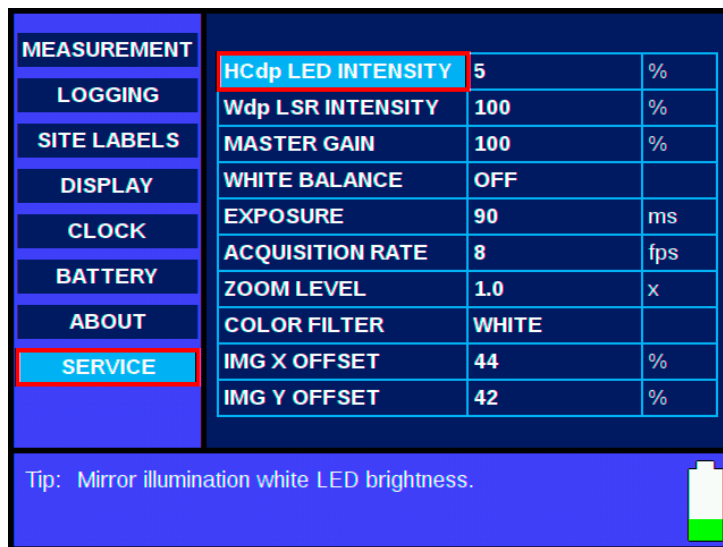 MEASUREMENT
LOGGING
SITE LABELS
DISPLAY
CLOCK
BATTERY
ABOUT
SERVICE
HCdp LED INTENSITY 5 %
Wdp LSR INTENSITY 100 %
MASTER GAIN 100 %
WHITE BALANCE OFF
EXPOSURE 90 ms
ACQUISITION RATE 8 fps
ZOOM LEVEL 1.0 x
COLOR FILTER WHITE
IMG X OFFSET 44 %
IMG Y OFFSET 42 %
Tip: Mirror illumination white LED brightness.